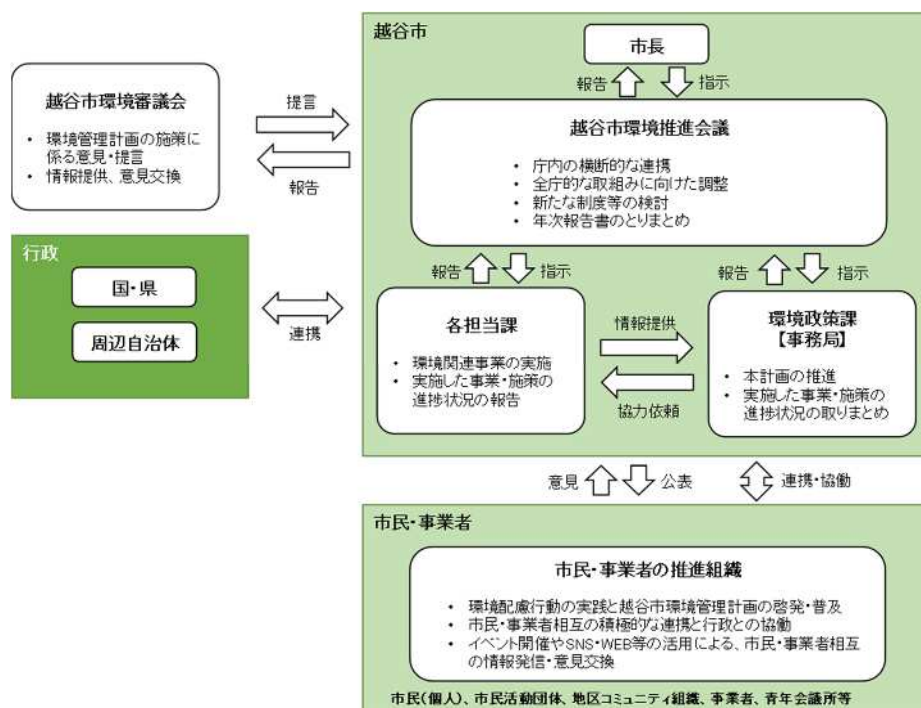 越谷市
市長
報告
指示
越谷市環境審議会
・ 環境管理計画の施策に
係る意見・提言
・ 情報提供、意見交換
提言
報告
越谷市環境推進会議
・ 庁内の横断的な連携
・ 全庁的な取組みに向けた調整
・ 新たな制度等の検討
・ 年次報告書のとりまとめ
行政
国・県
周辺自治体
連携
報告
指示
報告
指示
各担当課
・ 環境関連事業の実施
・ 実施した事業・施策の
進捗状況の報告
情報提供
協力依頼
環境政策課
【事務局】
・ 本計画の推進
・ 実施した事業・施策の
進捗状況の取りまとめ
意見
公表
連携・協働
市民・事業者
市民・事業者の推進組織
・ 環境配慮行動の実践と越谷市環境管理計画の啓発・普及
・ 市民・事業者相互の積極的な連携と行政との協働
・ イベント開催やSNS・WEB等の活用による、市民・事業者相互
の情報発信・意見交換
市民(個人)、市民活動団体、地区コミュニティ組織、事業者、青年会議所等